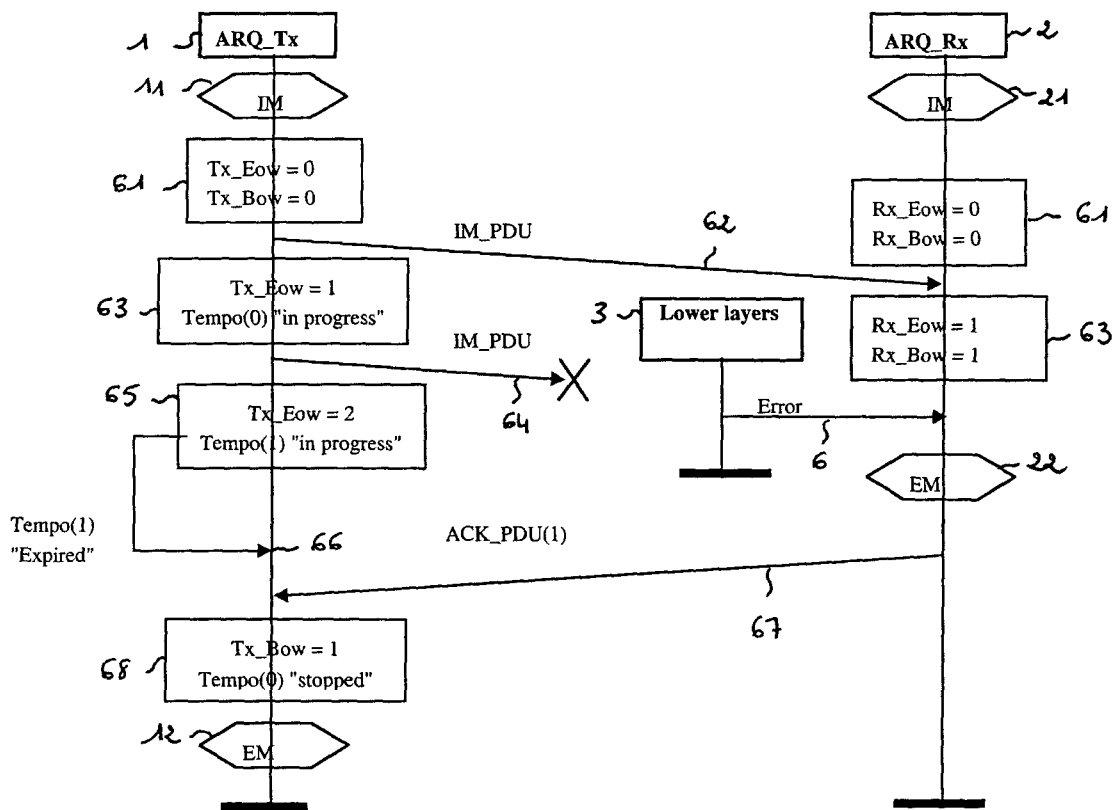 1
ARQ_Tx
ARQ_Rx
2
11
IM
IM
21
61
Tx_Eow = 0
Tx_Bow = 0
Rx_Eow = 0
Rx_Bow = 0
61
IM_PDU
62
63
Tx_Eow = 1
Tempo(0) "in progress"
3
Lower layers
Rx_Eow = 1
Rx_Bow = 1
63
IM_PDU
64
65
Tx_Eow = 2
Tempo(1) "in progress"
Error
6
EM
22
Tempo(1)
"Expired"
66
ACK_PDU(1)
67
68
Tx_Bow = 1
Tempo(0) "stopped"
12
EM